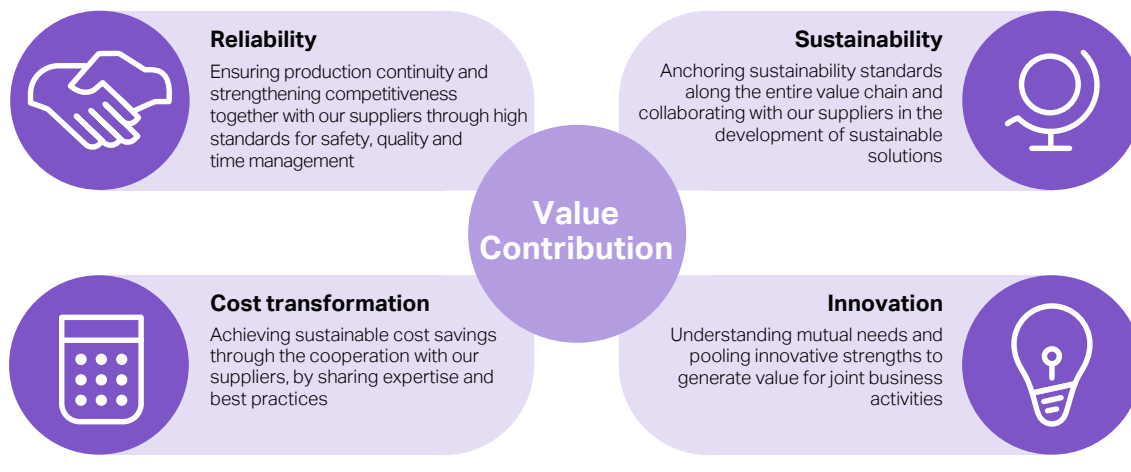 Reliability
Ensuring production continuity and
strengthening competitiveness
together with our suppliers through high
standards for safety, quality and
time management
Sustainability
Anchoring sustainability standards
along the entire value chain and
collaborating with our suppliers in the
development of sustainable
solutions
Value
Contribution
Cost transformation
Achieving sustainable cost savings
through the cooperation with our
suppliers, by sharing expertise and
best practices
Innovation
Understanding mutual needs and
pooling innovative strengths to
generate value for joint business
activities